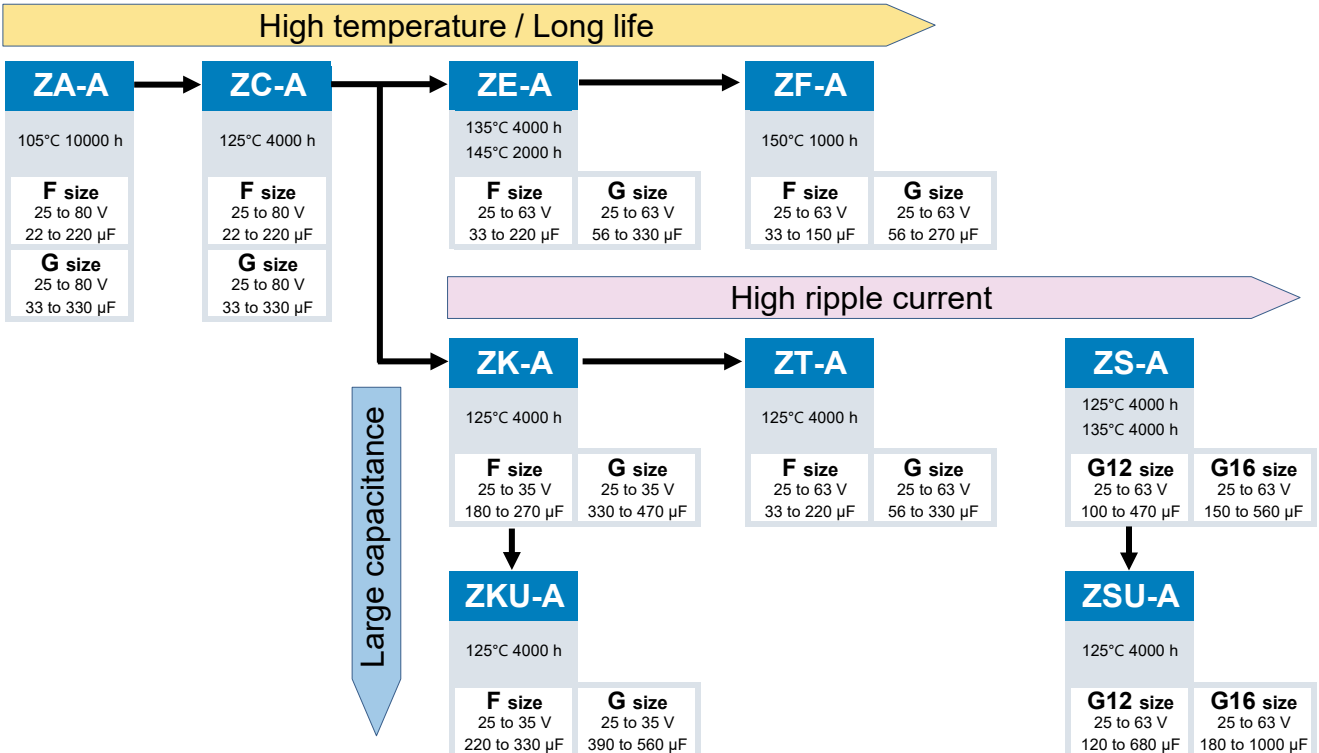 High temperature / Long life
ZA-A
105°C 10000 h
F size
25 to 80 V
22 to 220 µF
G size
25 to 80 V
33 to 330 µF
ZC-A
125°C 4000 h
F size
25 to 80 V
22 to 220 µF
G size
25 to 80 V
33 to 330 µF
ZE-A
135°C 4000 h
145°C 2000 h
F size
25 to 63 V
33 to 220 µF
G size
25 to 63 V
56 to 330 µF
ZF-A
150°C 1000 h
F size
25 to 63 V
33 to 150 µF
G size
25 to 63 V
56 to 270 µF
High ripple current
Large capacitance
ZK-A
125°C 4000 h
F size
25 to 35 V
180 to 270 µF
G size
25 to 35 V
330 to 470 µF
ZT-A
125°C 4000 h
F size
25 to 63 V
33 to 220 µF
G size
25 to 63 V
56 to 330 µF
ZS-A
125°C 4000 h
135°C 4000 h
G12 size
25 to 63 V
100 to 470 µF
G16 size
25 to 63 V
150 to 560 µF
ZKU-A
125°C 4000 h
F size
25 to 35 V
220 to 330 µF
G size
25 to 35 V
390 to 560 µF
ZSU-A
125°C 4000 h
G12 size
25 to 63 V
120 to 680 µF
G16 size
25 to 63 V
180 to 1000 µF